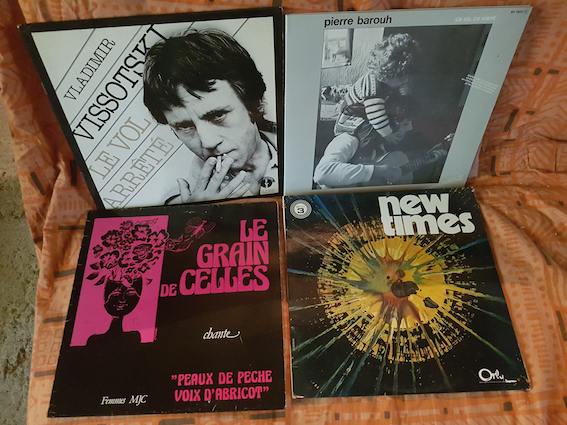 VLADIMIR
VISSOTSKI
LE VOL
ARRÊTÉ
pierre barouh
LE
GRAIN
DE CELLES
chante
"PEAUX DE PECHE
VOIX D'ABRICOT"
Femmes MJC
new
times
Orly